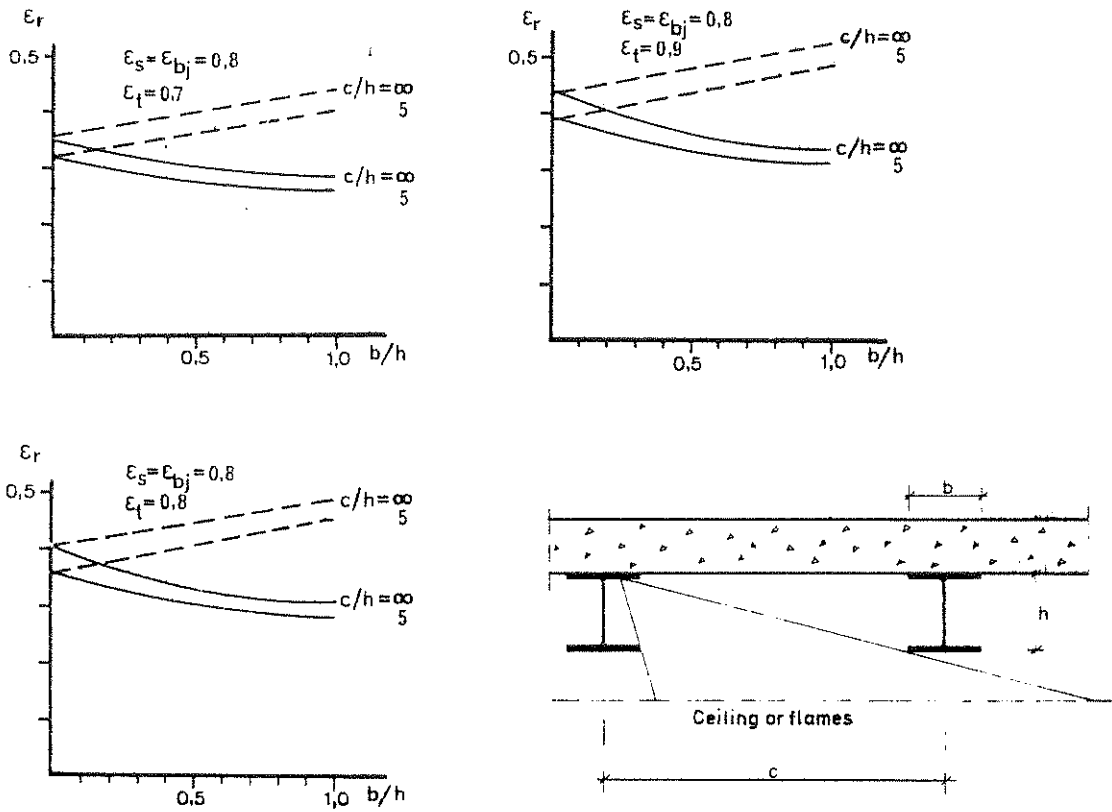 εr
0,5
εs = εbj = 0,8
εt = 0,7
c/h = ∞
5
c/h = ∞
5
0,5
1,0
b/h
εr
0,5
εs = εbj = 0,8
εt = 0,9
c/h = ∞
5
c/h = ∞
5
0,5
1,0
b/h
εr
0,5
εs = εbj = 0,8
εt = 0,8
c/h = ∞
5
c/h = ∞
5
0,5
1,0
b/h
b
h
Ceiling or flames
c